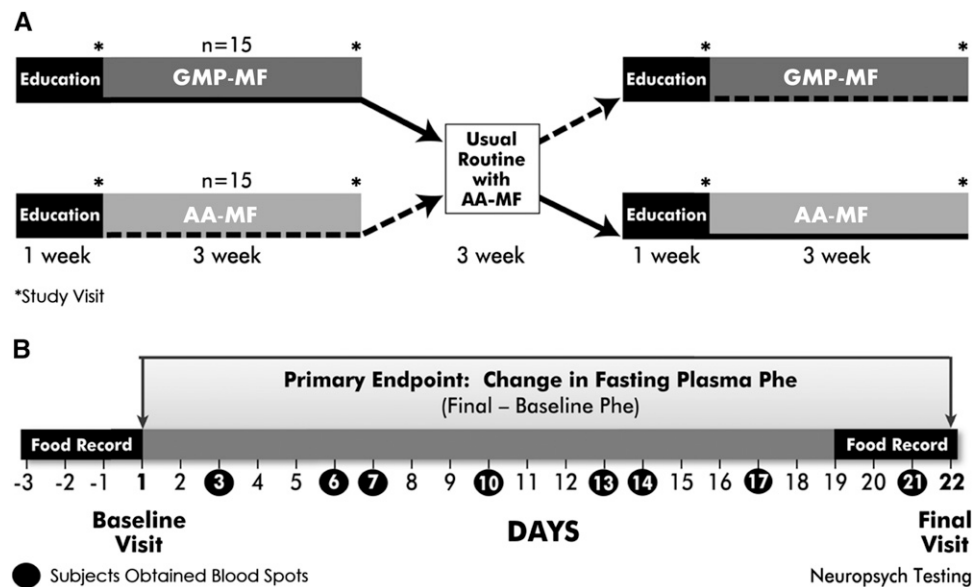 A
* n=15 *
Education GMP-MF
* n=15 *
Education AA-MF
1 week 3 week
Usual
Routine
with
AA-MF
3 week
* *
Education GMP-MF
* *
Education AA-MF
1 week 3 week
*Study Visit
B
Primary Endpoint: Change in Fasting Plasma Phe
(Final – Baseline Phe)
Food Record Food Record
-3 -2 -1 1 2 3 4 5 6 7 8 9 10 11 12 13 14 15 16 17 18 19 20 21 22
Baseline
Visit
DAYS
Final
Visit
Subjects Obtained Blood Spots
Neuropsych Testing